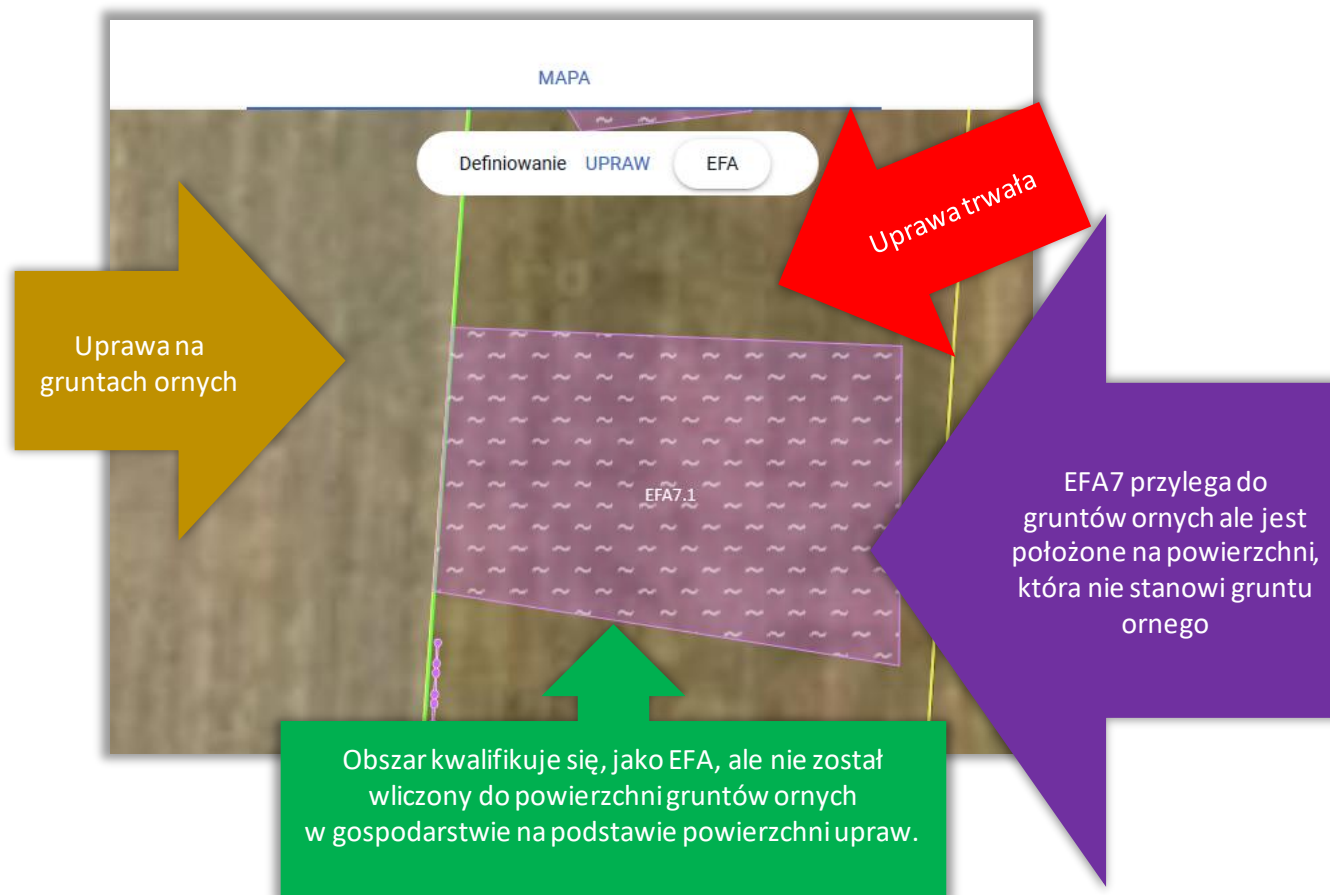 MAPA
Definiowanie UPRAW EFA
Uprawa trwała
Uprawa na
gruntach ornych
EFA7.1
EFA7 przylega do
gruntów ornych ale jest
położone na powierzchni,
która nie stanowi gruntu
ornego
Obszar kwalifikuje się, jako EFA, ale nie został
wliczony do powierzchni gruntów ornych
w gospodarstwie na podstawie powierzchni upraw.